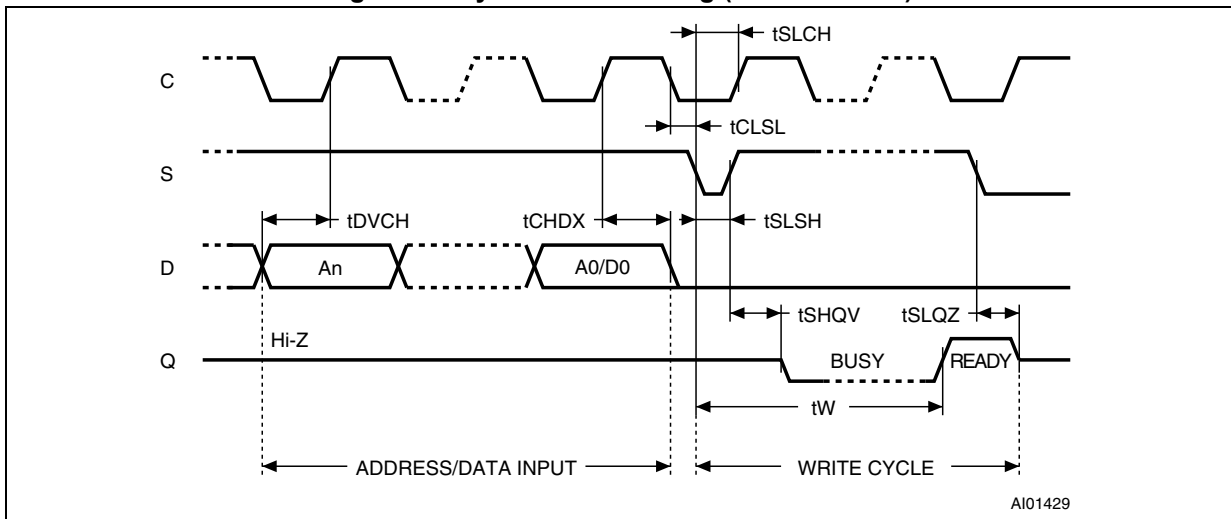 tSLCH
C
tCLSL
S
tDVCH
tCHDX
tSLSH
D
An
A0/D0
tSHQV
tSLQZ
Hi-Z
Q
BUSY
READY
tW
ADDRESS/DATA INPUT
WRITE CYCLE
AI01429